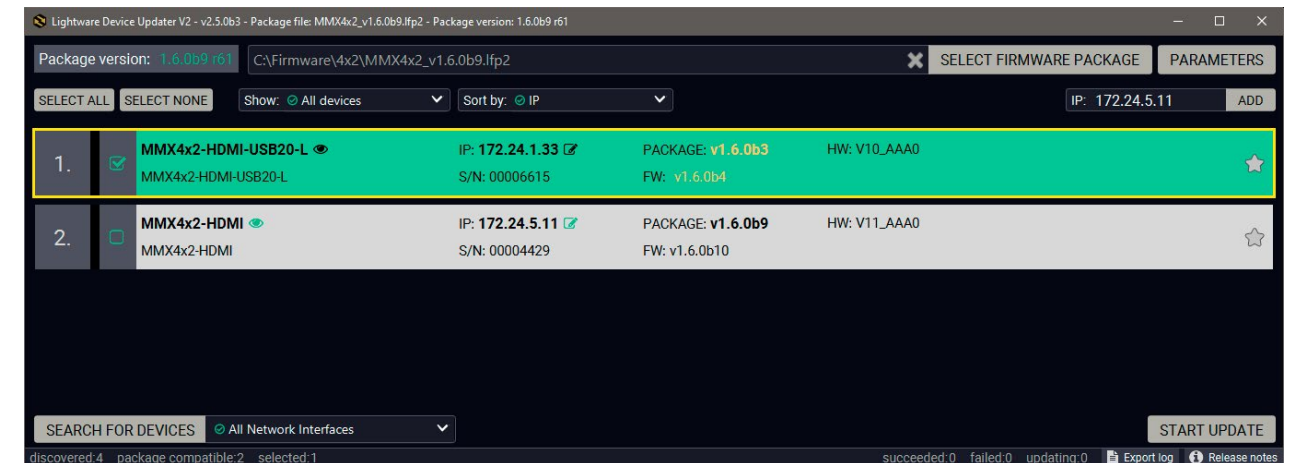 Lightware Device Updater V2 - v2.5.0b3 - Package file: MMX4x2_v1.6.0b9.lfp2 - Package version: 1.6.0b9 r61
Package version: 1.6.0b9 r61 C:\Firmware\4x2\MMX4x2_v1.6.0b9.lfp2 SELECT FIRMWARE PACKAGE PARAMETERS
SELECT ALL SELECT NONE Show: All devices Sort by: IP IP: 172.24.5.11 ADD
1.
MMX4x2-HDMI-USB20-L IP: 172.24.1.33 PACKAGE: v1.6.0b3 HW: V10_AAA0
MMX4x2-HDMI-USB20-L S/N: 00006615 FW: v1.6.0b4
2.
MMX4x2-HDMI IP: 172.24.5.11 PACKAGE: v1.6.0b9 HW: V11_AAA0
MMX4x2-HDMI S/N: 00004429 FW: v1.6.0b10
SEARCH FOR DEVICES All Network Interfaces START UPDATE
discovered:4 package compatible:2 selected:1 succeeded:0 failed:0 updating:0 Export log Release notes